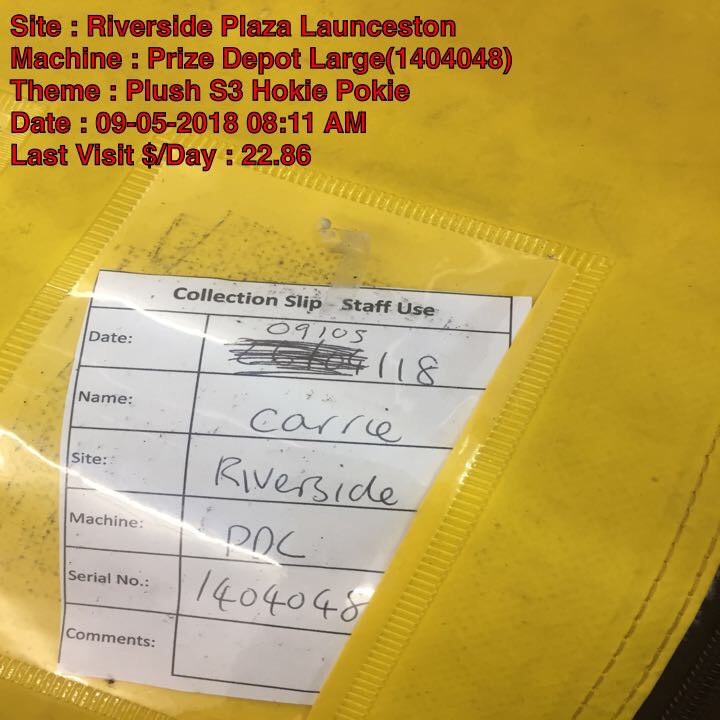 Site : Riverside Plaza Launceston
Machine : Prize Depot Large(1404048)
Theme : Plush S3 Hokie Pokie
Date : 09-05-2018 08:11 AM
Last Visit $/Day : 22.86
Collection Slip Staff Use
09/05
Date: /18
Name: Carrie
Site: Riverside
Machine: PDC
Serial No.: 1404048
Comments: